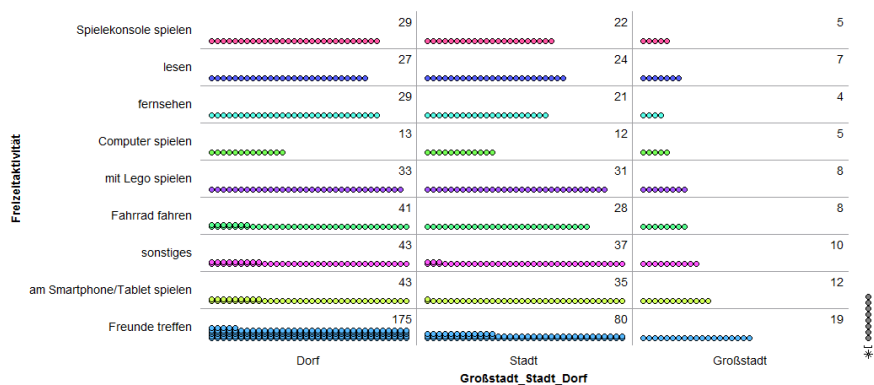 Spielekonsole spielen 29 22 5
lesen 27 24 7
fernsehen 29 21 4
Computer spielen 13 12 5
mit Lego spielen 33 31 8
Fahrrad fahren 41 28 8
sonstiges 43 37 10
am Smartphone/Tablet spielen 43 35 12
Freunde treffen 175 80 19
Freizeitaktivität
Dorf Stadt Großstadt
Großstadt_Stadt_Dorf